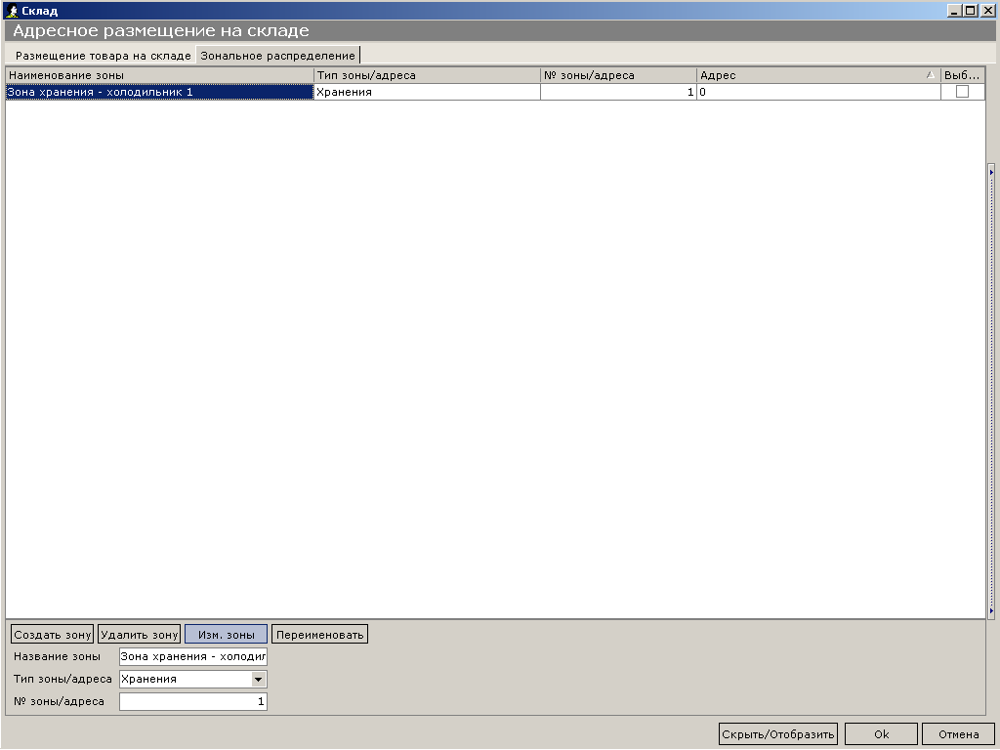 Склад
Адресное размещение на складе
Размещение товара на складе Зональное распределение
Наименование зоны Тип зоны/адреса № зоны/адреса Адрес Выб...
Зона хранения - холодильник 1 Хранения 1 0
Создать зону Удалить зону Изм. зоны Переименовать
Название зоны Зона хранения - холодил
Тип зоны/адреса Хранения
№ зоны/адреса 1
Скрыть/Отобразить Ok Отмена